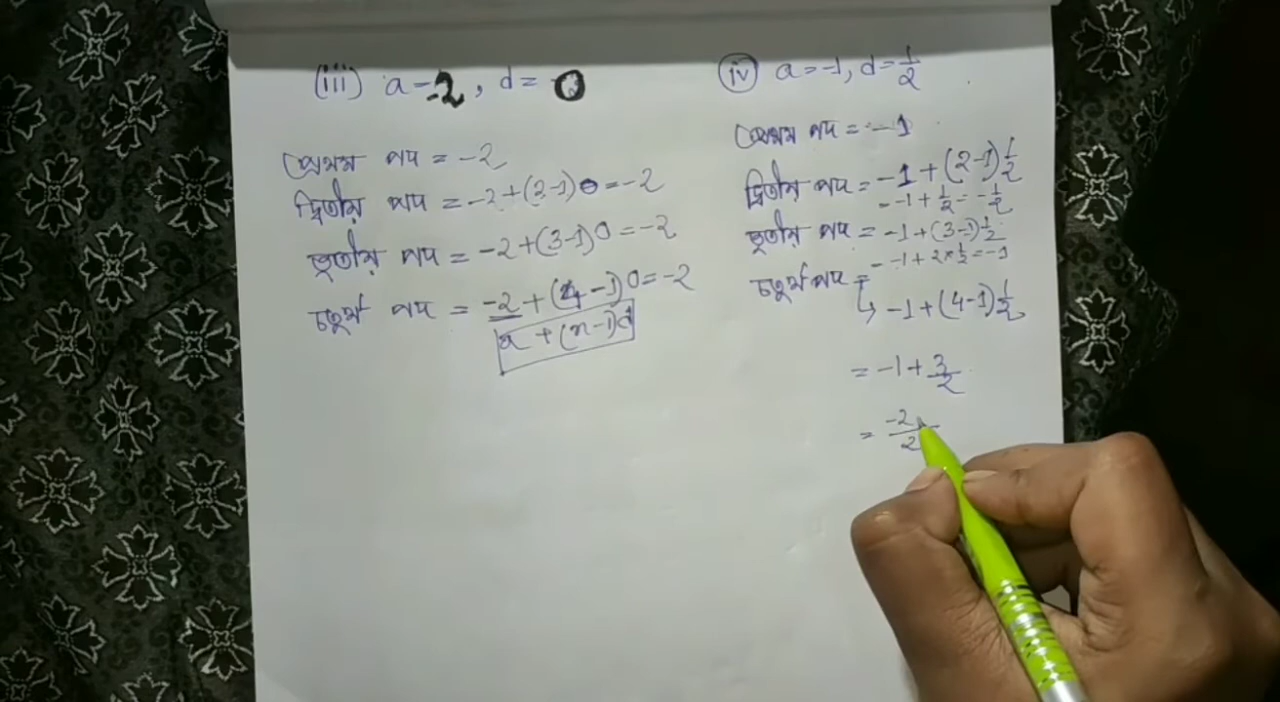 (iii) a=-2, d=0
প্রথম পদ = -2
দ্বিতীয় পদ = -2+(2-1)0=-2
তৃতীয় পদ = -2+(3-1)0=-2
চতুর্থ পদ = -2+(4-1)0=-2
a+(n-1)d
(iv) a=-1, d=1/2
প্রথম পদ = -1
দ্বিতীয় পদ = -1+(2-1)1/2
= -1+1/2=-1/2
তৃতীয় পদ = -1+(3-1)1/2
= -1+2×1/2=-1
চতুর্থ পদ =
↳ -1+(4-1)1/2
= -1+3/2
= -2/2